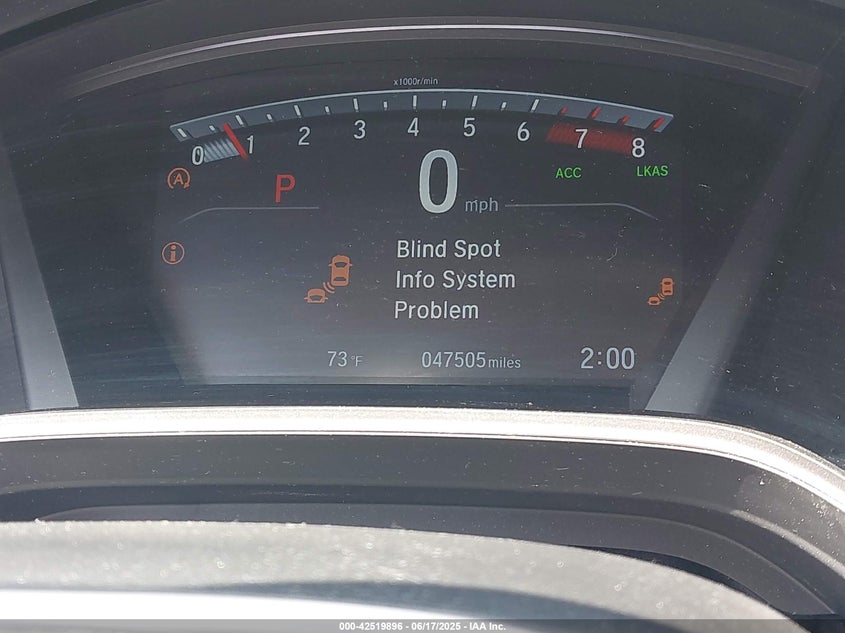 x1000r/min
0 1 2 3 4 5 6 7 8
A
P 0 mph ACC LKAS
i
Blind Spot
Info System
Problem
73°F 047505miles 2:00
000-42519896 - 06/17/2025 - IAA Inc.